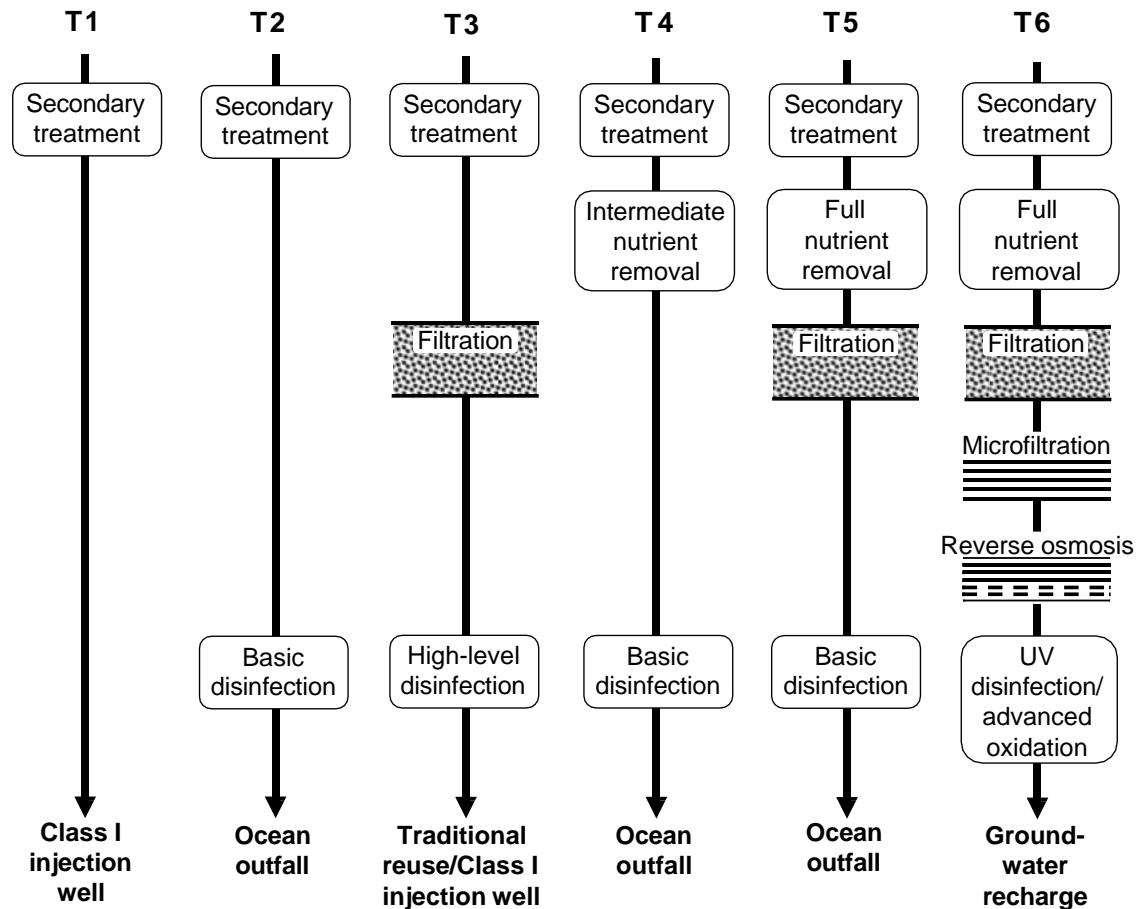 T1
T2
T3
T4
T5
T6
Secondary
treatment
Secondary
treatment
Secondary
treatment
Secondary
treatment
Secondary
treatment
Secondary
treatment
Intermediate
nutrient
removal
Full
nutrient
removal
Full
nutrient
removal
Filtration
Filtration
Filtration
Microfiltration
Reverse osmosis
Basic
disinfection
High-level
disinfection
Basic
disinfection
Basic
disinfection
UV
disinfection/
advanced
oxidation
Class I
injection
well
Ocean
outfall
Traditional
reuse/Class I
injection well
Ocean
outfall
Ocean
outfall
Ground-
water
recharge